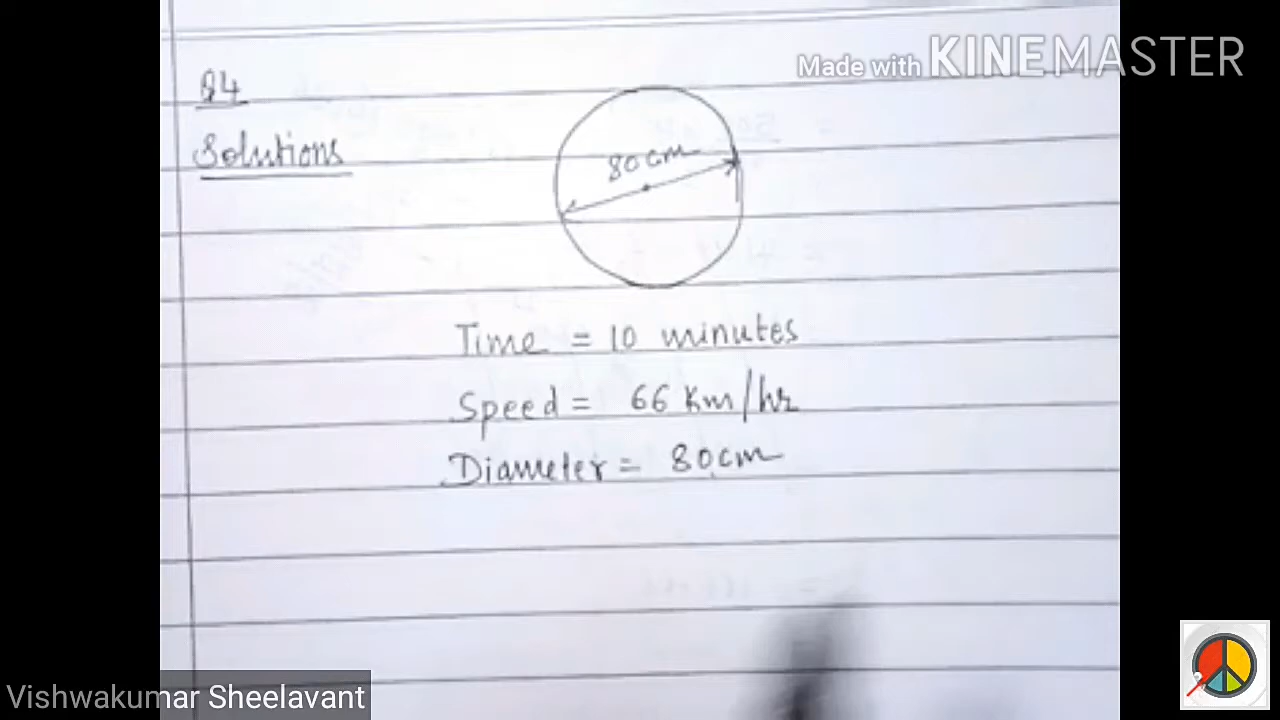 Made with KINEMASTER
Q4
Solutions
80cm
Time = 10 minutes
Speed = 66 Km/hr
Diameter = 80cm
Vishwakumar Sheelavant